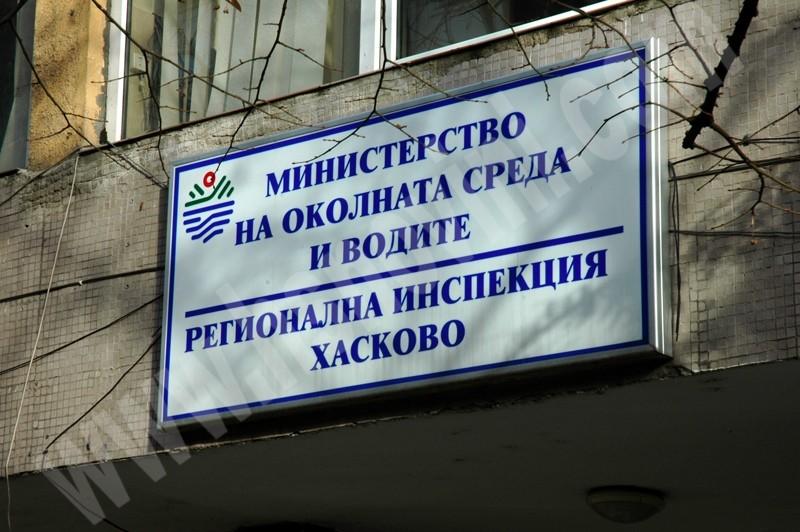 МИНИСТЕРСТВО
НА ОКОЛНАТА СРЕДА
И ВОДИТЕ
РЕГИОНАЛНА ИНСПЕКЦИЯ
ХАСКОВО